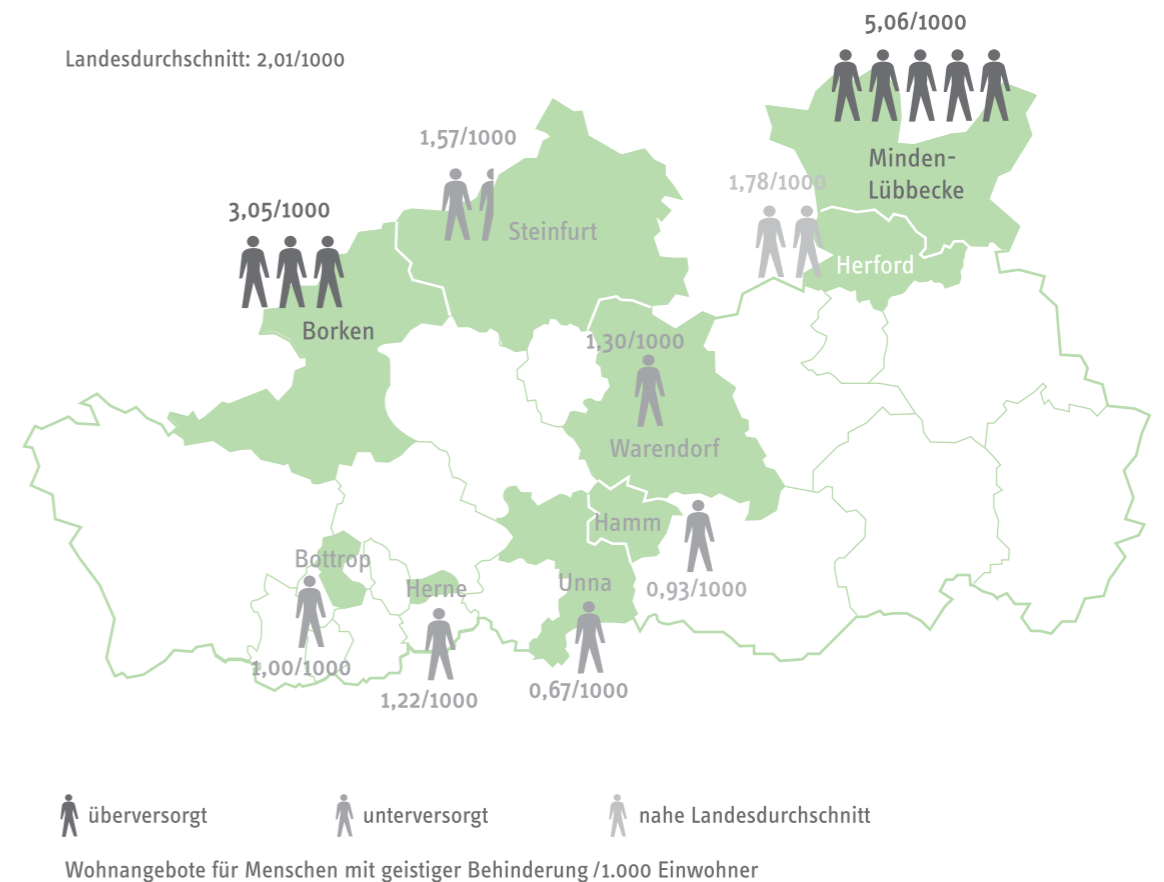 5,06/1000
Landesdurchschnitt: 2,01/1000
1,57/1000
Minden-
Lübbecke
1,78/1000
3,05/1000
Steinfurt
Herford
Borken
1,30/1000
Warendorf
Hamm
Bottrop
Herne
Unna
0,93/1000
1,00/1000
1,22/1000
0,67/1000
überversorgt
unterversorgt
nahe Landesdurchschnitt
Wohnangebote für Menschen mit geistiger Behinderung /1.000 Einwohner